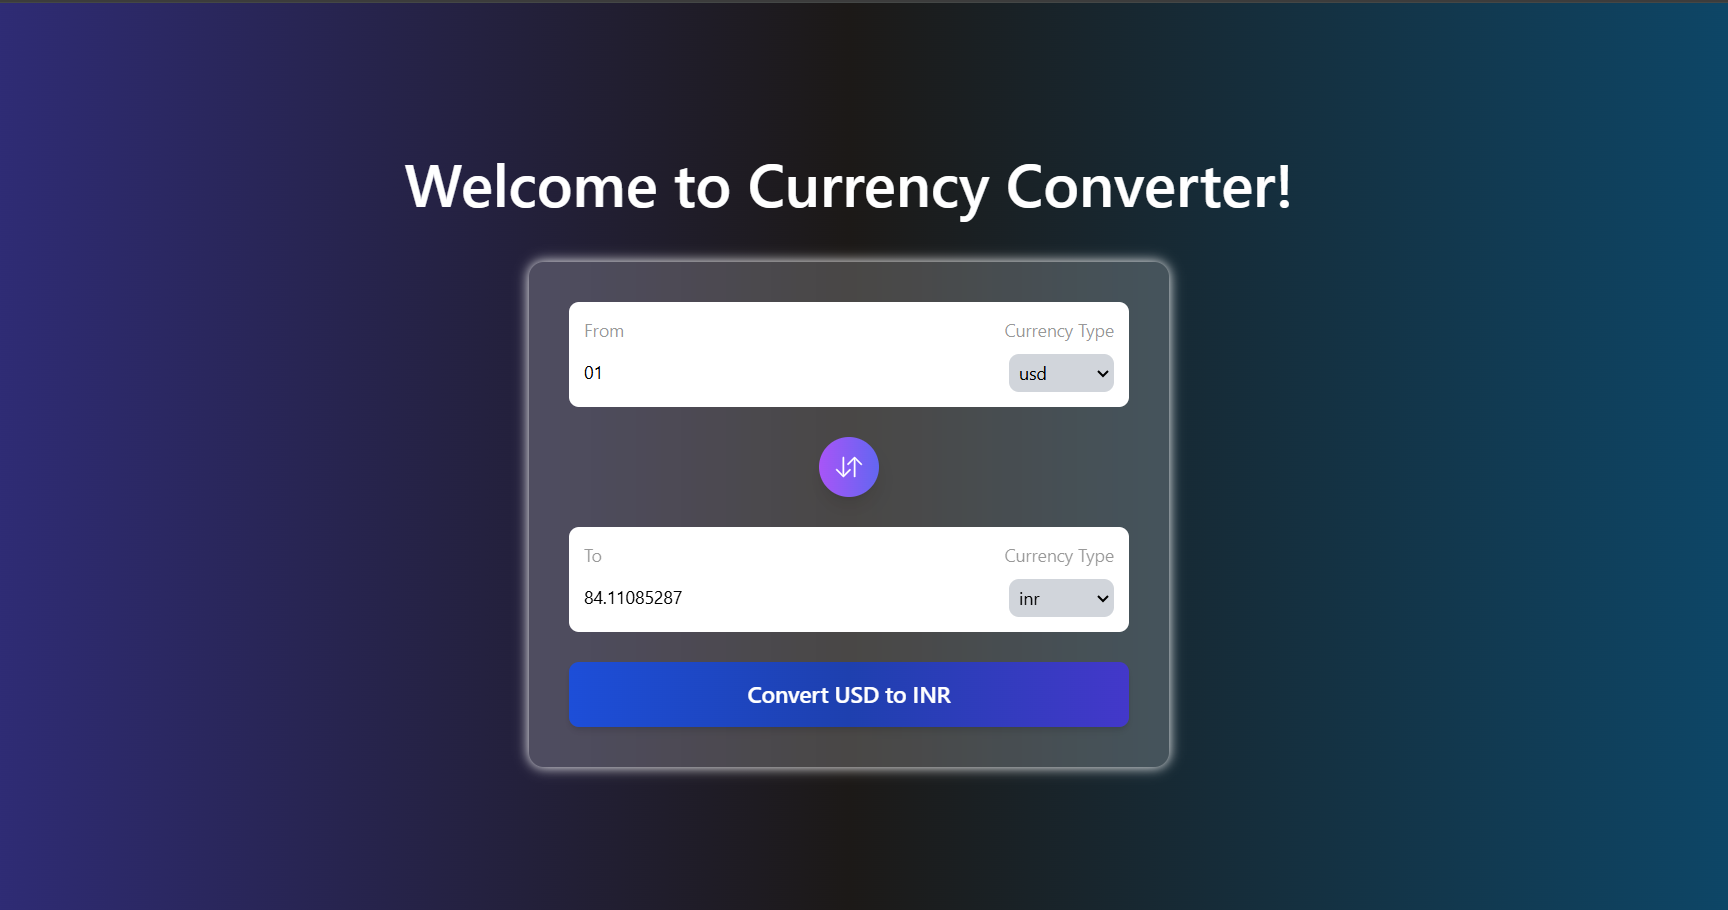 Welcome to Currency Converter!
From Currency Type
01 usd
To Currency Type
84.11085287 inr
Convert USD to INR